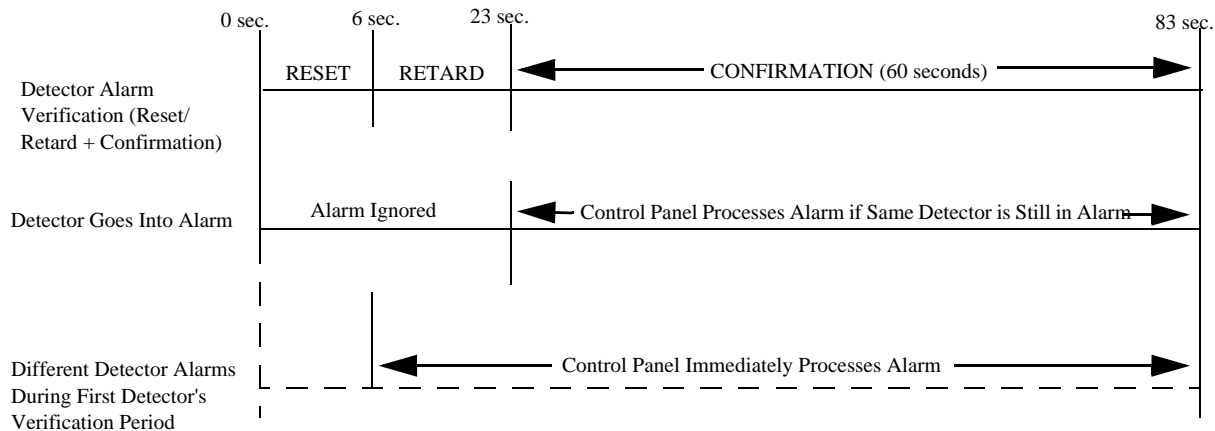 0 sec.
6 sec.
23 sec.
83 sec.
RESET
RETARD
CONFIRMATION (60 seconds)
Detector Alarm
Verification (Reset/
Retard + Confirmation)
Detector Goes Into Alarm
Alarm Ignored
Control Panel Processes Alarm if Same Detector is Still in Alarm
Different Detector Alarms
During First Detector's
Verification Period
Control Panel Immediately Processes Alarm